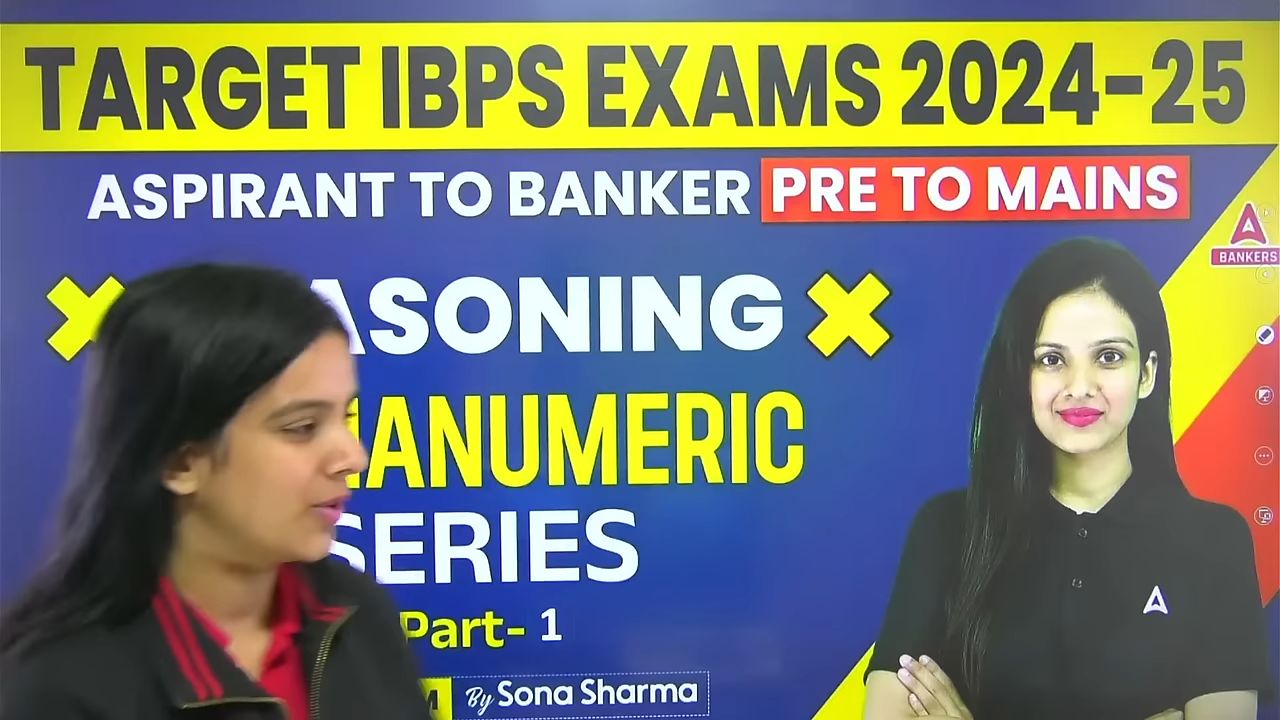 TARGET IBPS EXAMS 2024-25
ASPIRANT TO BANKER PRE TO MAINS
BANKERS
ASONING
ANUMERIC
SERIES
Part- 1
By Sona Sharma